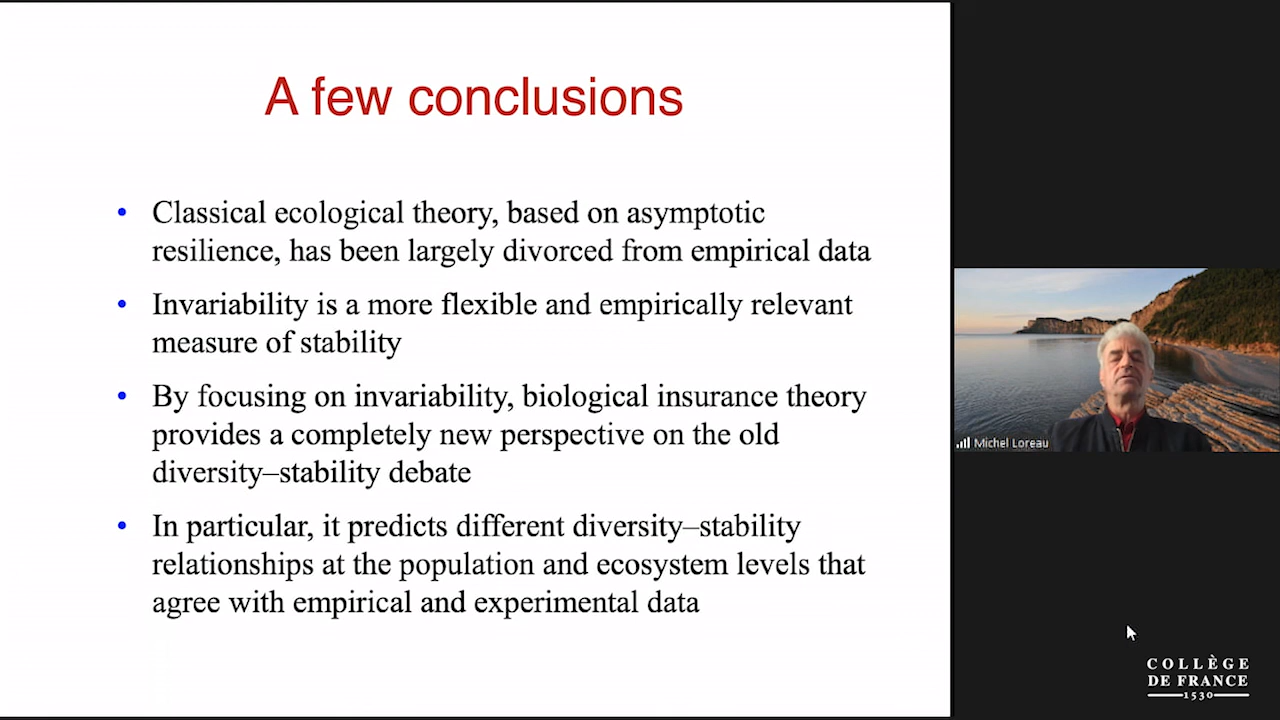 A few conclusions
• Classical ecological theory, based on asymptotic
resilience, has been largely divorced from empirical data
• Invariability is a more flexible and empirically relevant
measure of stability
• By focusing on invariability, biological insurance theory
provides a completely new perspective on the old
diversity–stability debate
• In particular, it predicts different diversity–stability
relationships at the population and ecosystem levels that
agree with empirical and experimental data
Michel Loreau
COLLÈGE
DE FRANCE
1530